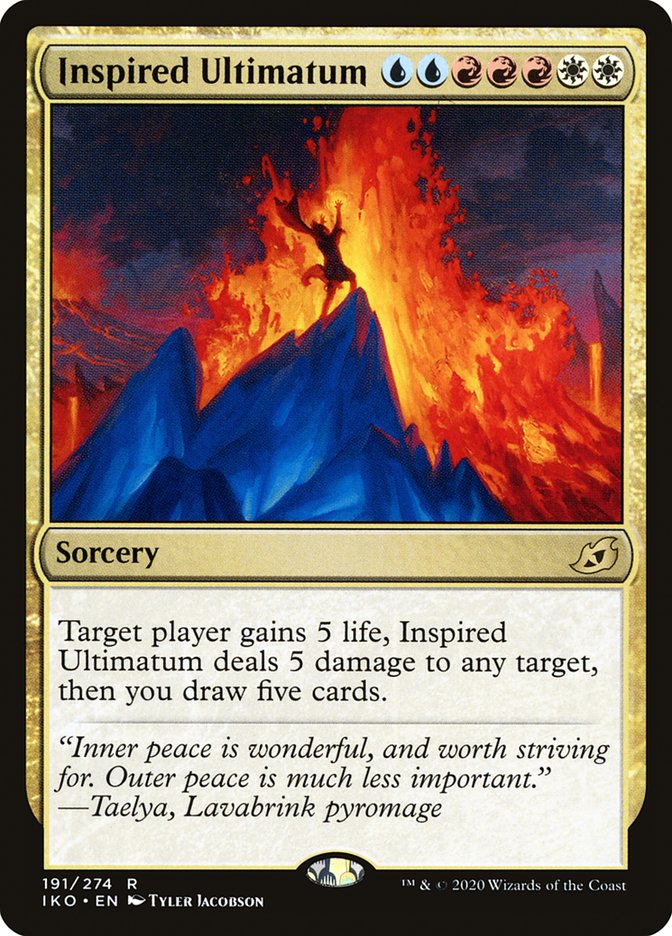 Inspired Ultimatum
Sorcery
Target player gains 5 life, Inspired
Ultimatum deals 5 damage to any target,
then you draw five cards.
“Inner peace is wonderful, and worth striving
for. Outer peace is much less important.”
—Taelya, Lavabrink pyromage
191/274 R
IKO • EN Tyler Jacobson
™ & © 2020 Wizards of the Coast